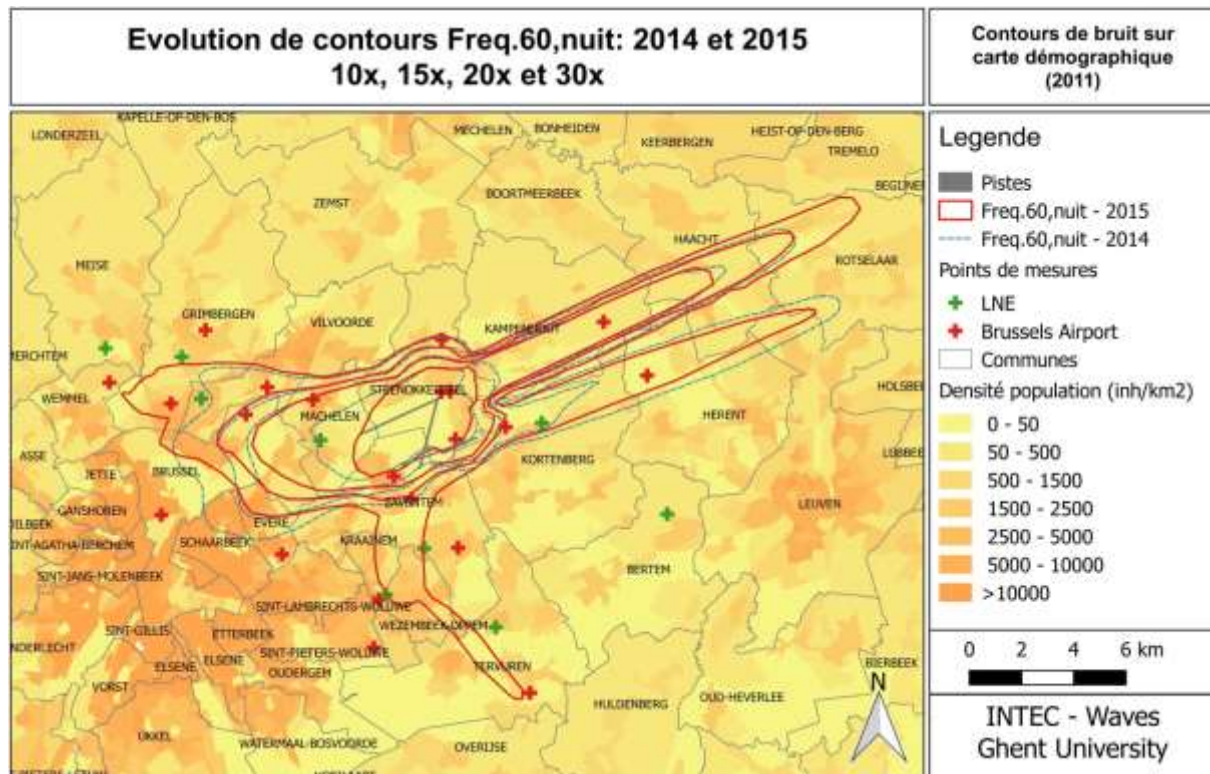 Evolution de contours Freq.60,nuit: 2014 et 2015
10x, 15x, 20x et 30x
Contours de bruit sur
carte démographique
(2011)
KAPELLE-OP-DEN-BOS
LONDERZEEL
MECHELEN
BONHEIDEN
KEERBERGEN
HEIST-OP-DEN-BERG
TREMELO
BOORTMEERBEEK
ZEMST
HAACHT
MEISE
ROTSELAAR
GRIMBERGEN
VILVOORDE
WEMMEL
MACHELEN
HERENT
KORTENBERG
ASSE
JETTE
BRUSSEL
LEUVEN
GANSHOREN
ZAVENTEM
EVERE
SCHAARBEEK
KRAAINEM
SINT-JANS-MOLENBEEK
BERTEM
SINT-LAMBRECHTS-WOLUWE
SINT-GILLIS
ETTERBEEK
WEZEMBEEK-OPPEM
ELSENE
ELSENE
SINT-PIETERS-WOLUWE
OUDERGEM
TERVUREN
BIERBEEK
VORST
HULDENBERG
OUD-HEVERLEE
UKKEL
WATERMAAL-BOSVOORDE
OVERIJSE
N
Legende
Pistes
Freq.60,nuit - 2015
Freq.60,nuit - 2014
Points de mesures
LNE
Brussels Airport
Communes
Densité population (inh/km2)
0 - 50
50 - 500
500 - 1500
1500 - 2500
2500 - 5000
5000 - 10000
>10000
0 2 4 6 km
INTEC - Waves
Ghent University